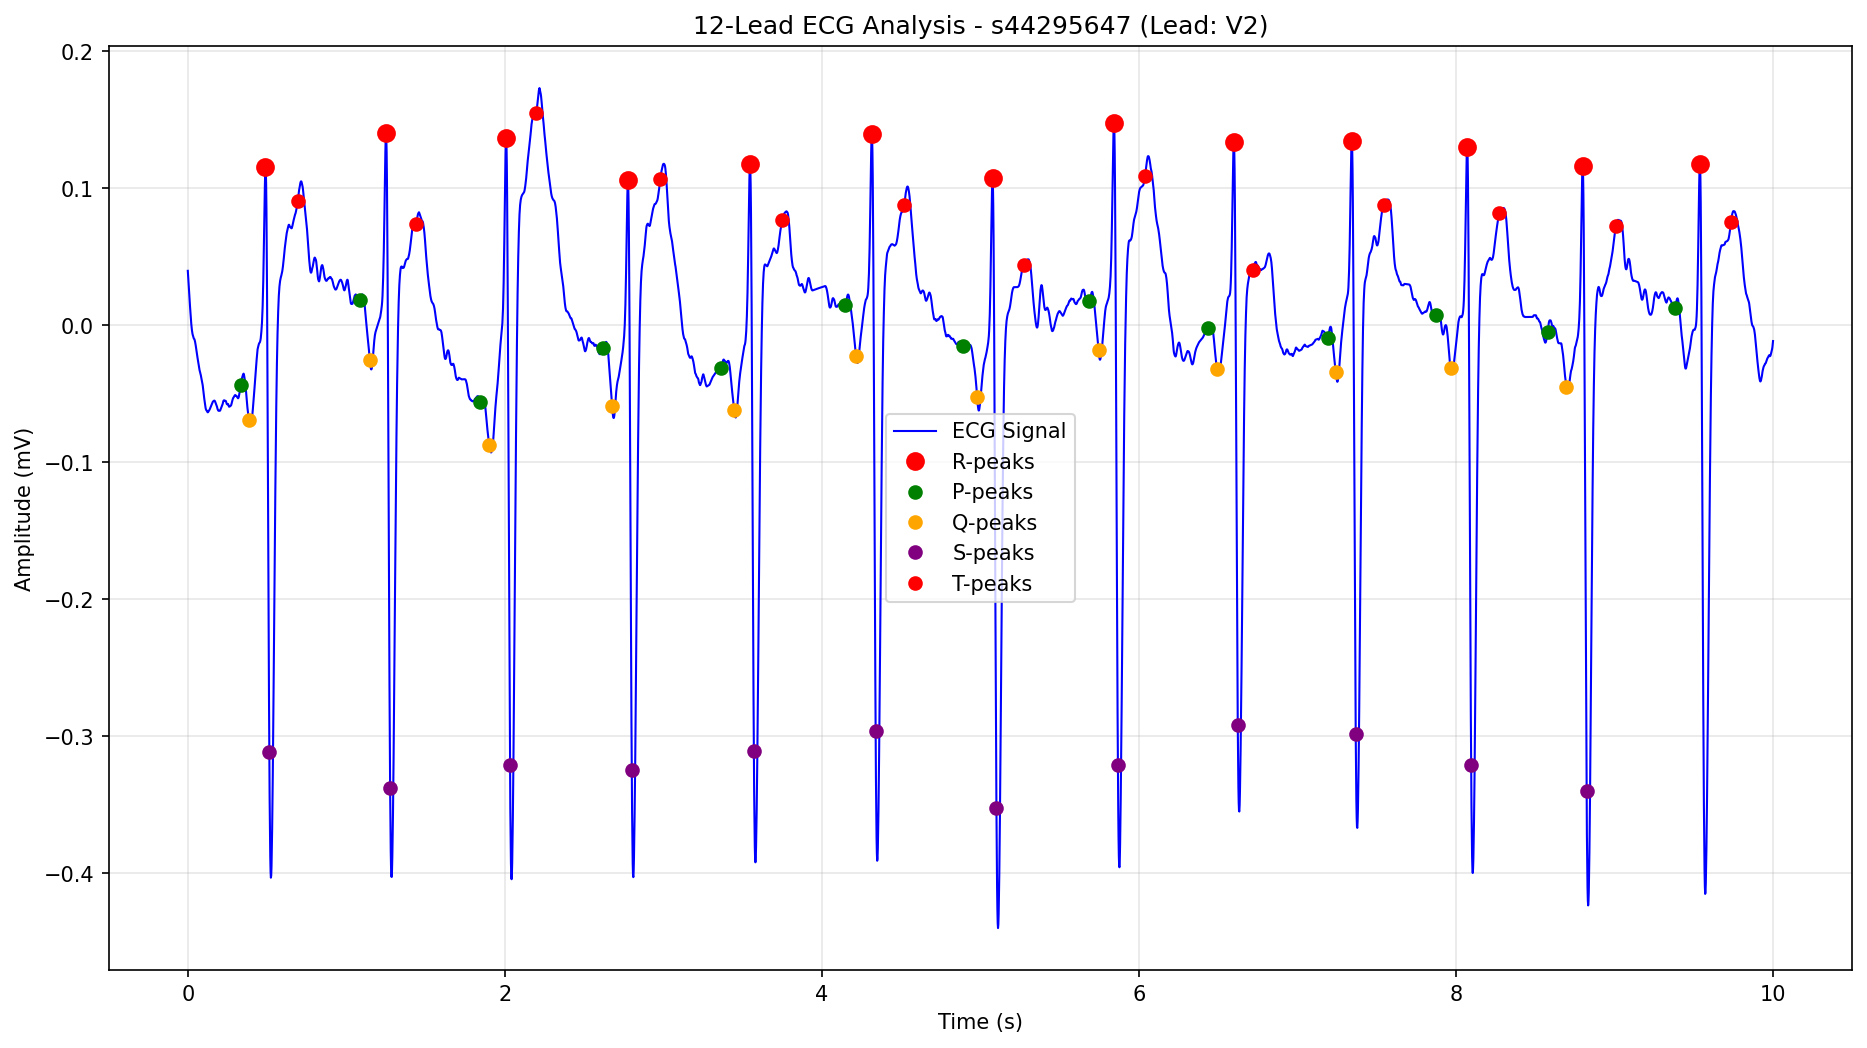 12-Lead ECG Analysis - s44295647 (Lead: V2)
Amplitude (mV)
0.2
0.1
0.0
−0.1
−0.2
−0.3
−0.4
ECG Signal
R-peaks
P-peaks
Q-peaks
S-peaks
T-peaks
0 2 4 6 8 10
Time (s)